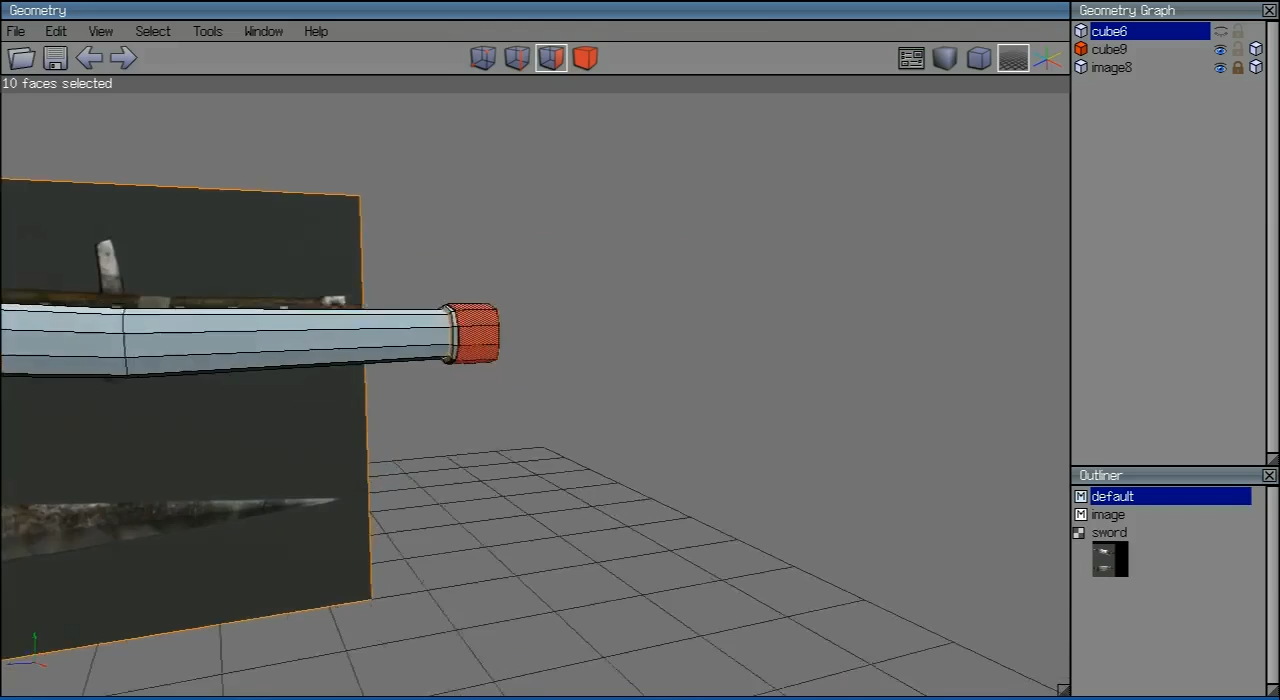 Geometry
File Edit View Select Tools Window Help
10 faces selected
Geometry Graph
cube6
cube9
image8
Outliner
M default
M image
sword